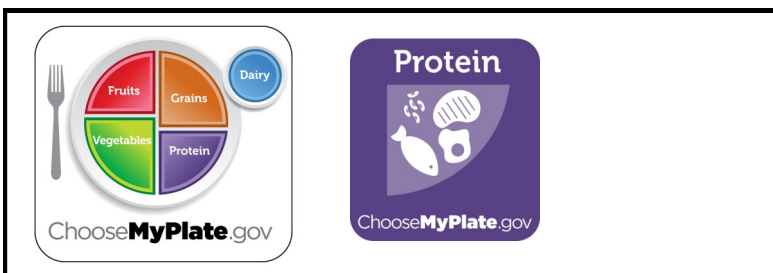 Fruits
Grains
Dairy
Vegetables
Protein
ChooseMyPlate.gov
Protein
ChooseMyPlate.gov